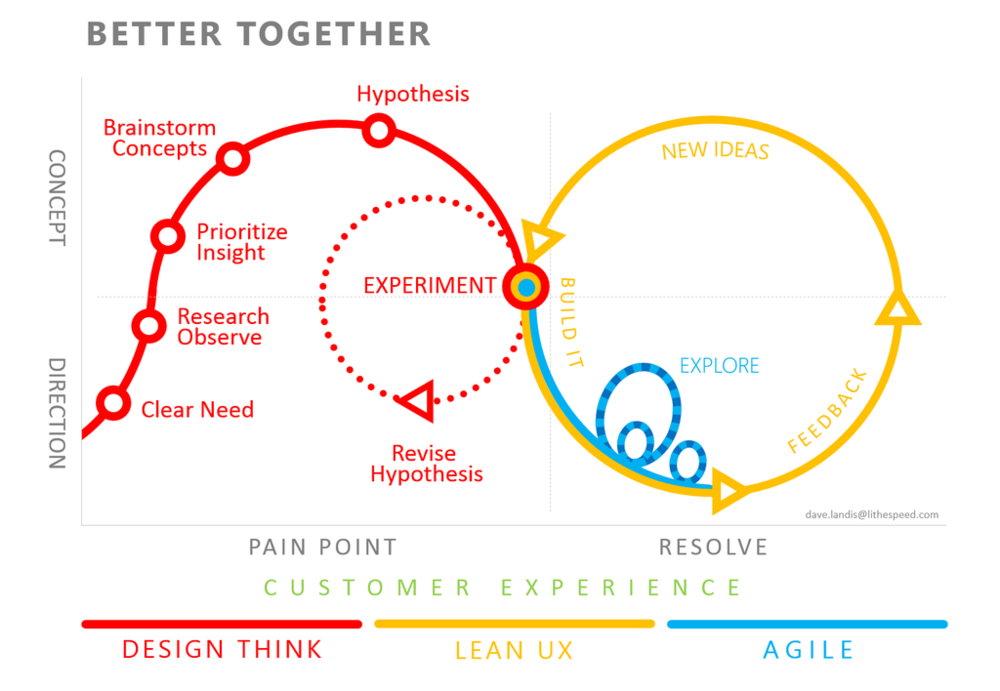 BETTER TOGETHER
Hypothesis
Brainstorm
Concepts
NEW IDEAS
CONCEPT
Prioritize
Insight
EXPERIMENT
BUILD IT
Research
Observe
DIRECTION
EXPLORE
FEEDBACK
Clear Need
Revise
Hypothesis
dave.landis@lithespeed.com
PAIN POINT
RESOLVE
CUSTOMER EXPERIENCE
DESIGN THINK
LEAN UX
AGILE